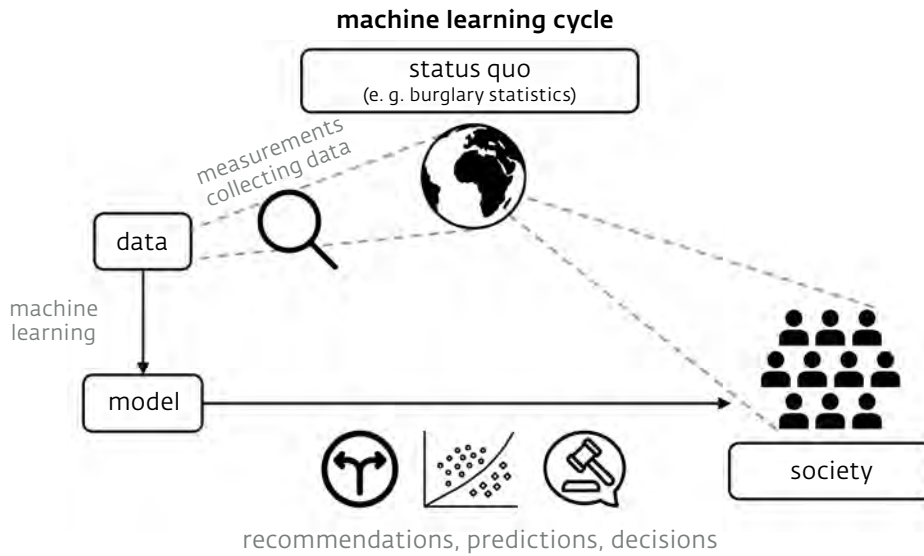 machine learning cycle
status quo
(e. g. burglary statistics)
measurements
collecting data
data
machine
learning
model
society
recommendations, predictions, decisions